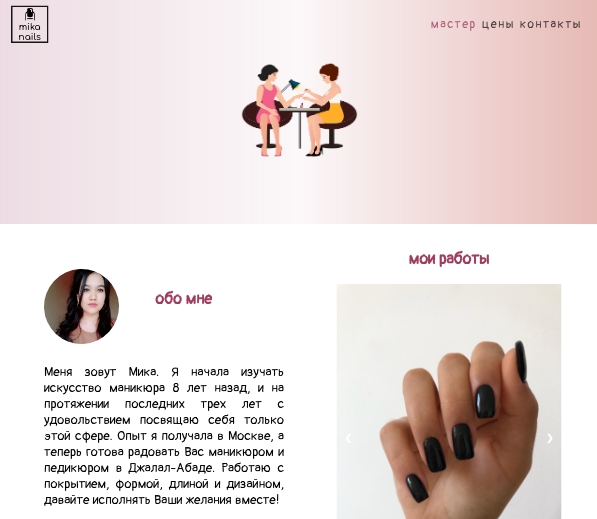 mika
nails
мастер цены контакты
мои работы
обо мне
Меня зовут Мика. Я начала изучать
искусство маникюра 8 лет назад, и на
протяжении последних трех лет с
удовольствием посвящаю себя только
этой сфере. Опыт я получала в Москве, а
теперь готова радовать Вас маникюром и
педикюром в Джалал-Абаде. Работаю с
покрытием, формой, длиной и дизайном,
давайте исполнять Ваши желания вместе!